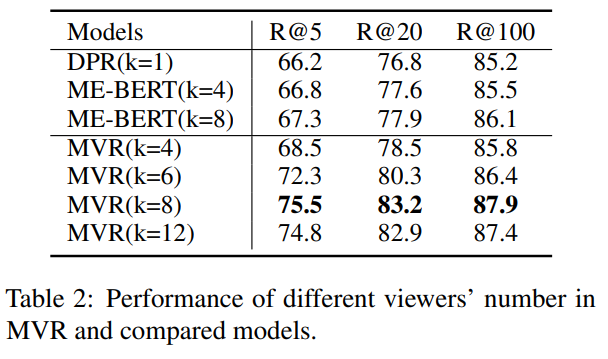 Models R@5 R@20 R@100
DPR(k=1) 66.2 76.8 85.2
ME-BERT(k=4) 66.8 77.6 85.5
ME-BERT(k=8) 67.3 77.9 86.1
MVR(k=4) 68.5 78.5 85.8
MVR(k=6) 72.3 80.3 86.4
MVR(k=8) 75.5 83.2 87.9
MVR(k=12) 74.8 82.9 87.4
Table 2: Performance of different viewers’ number in
MVR and compared models.